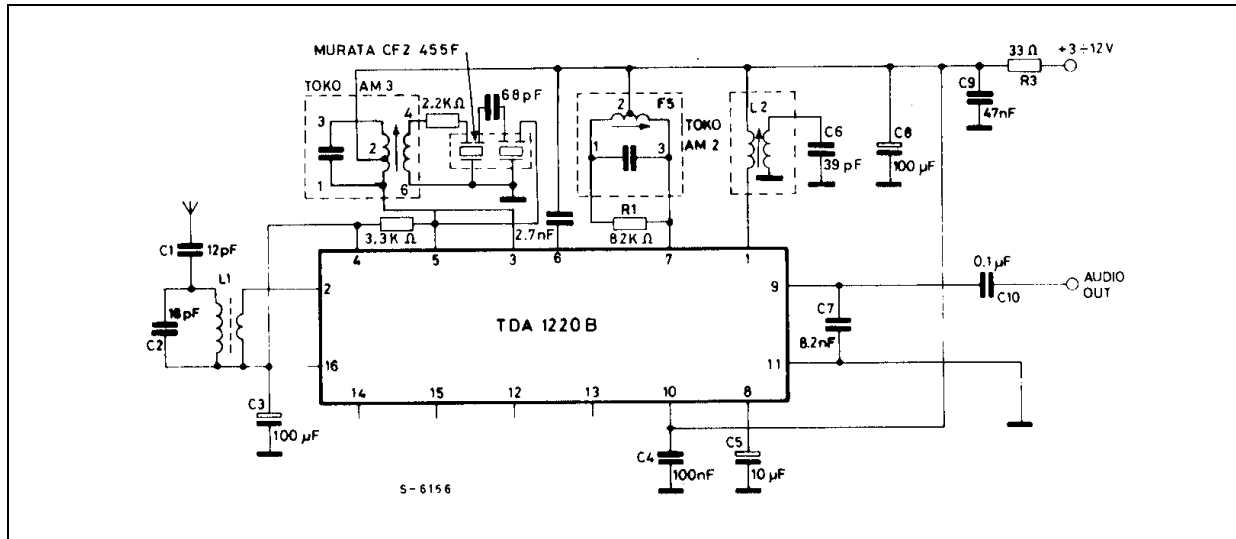 33 Ω
+3÷12V
R3
MURATA CF2 455F
C9
47nF
TOKO
AM 3
68pF
4
2.2KΩ
3
2
1
6
2
F5
TOKO
AM 2
1
3
L2
C6
39 pF
C8
100 µF
R1
82K Ω
3.3K Ω
2.7nF
C1
12pF
L1
18pF
C2
4
5
3
6
7
1
2
9
0.1 µF
C10
AUDIO
OUT
C7
8.2nF
TDA 1220B
16
11
14
15
12
13
10
8
C3
100 µF
C4
100nF
C5
10 µF
S-6156